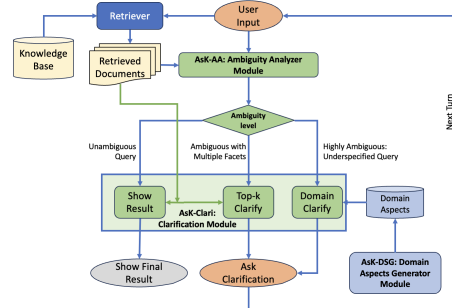 User
Input
Retriever
Knowledge
Base
Retrieved
Documents
AsK-AA: Ambiguity Analyzer
Module
Next Turn
Ambiguity
level
Unambiguous
Query
Ambiguous with
Multiple Facets
Highly Ambiguous:
Underspecified Query
Show
Result
Top-k
Clarify
Domain
Clarify
AsK-Clari:
Clarification Module
Domain
Aspects
AsK-DSG: Domain
Aspects Generator
Module
Show Final
Result
Ask
Clarification